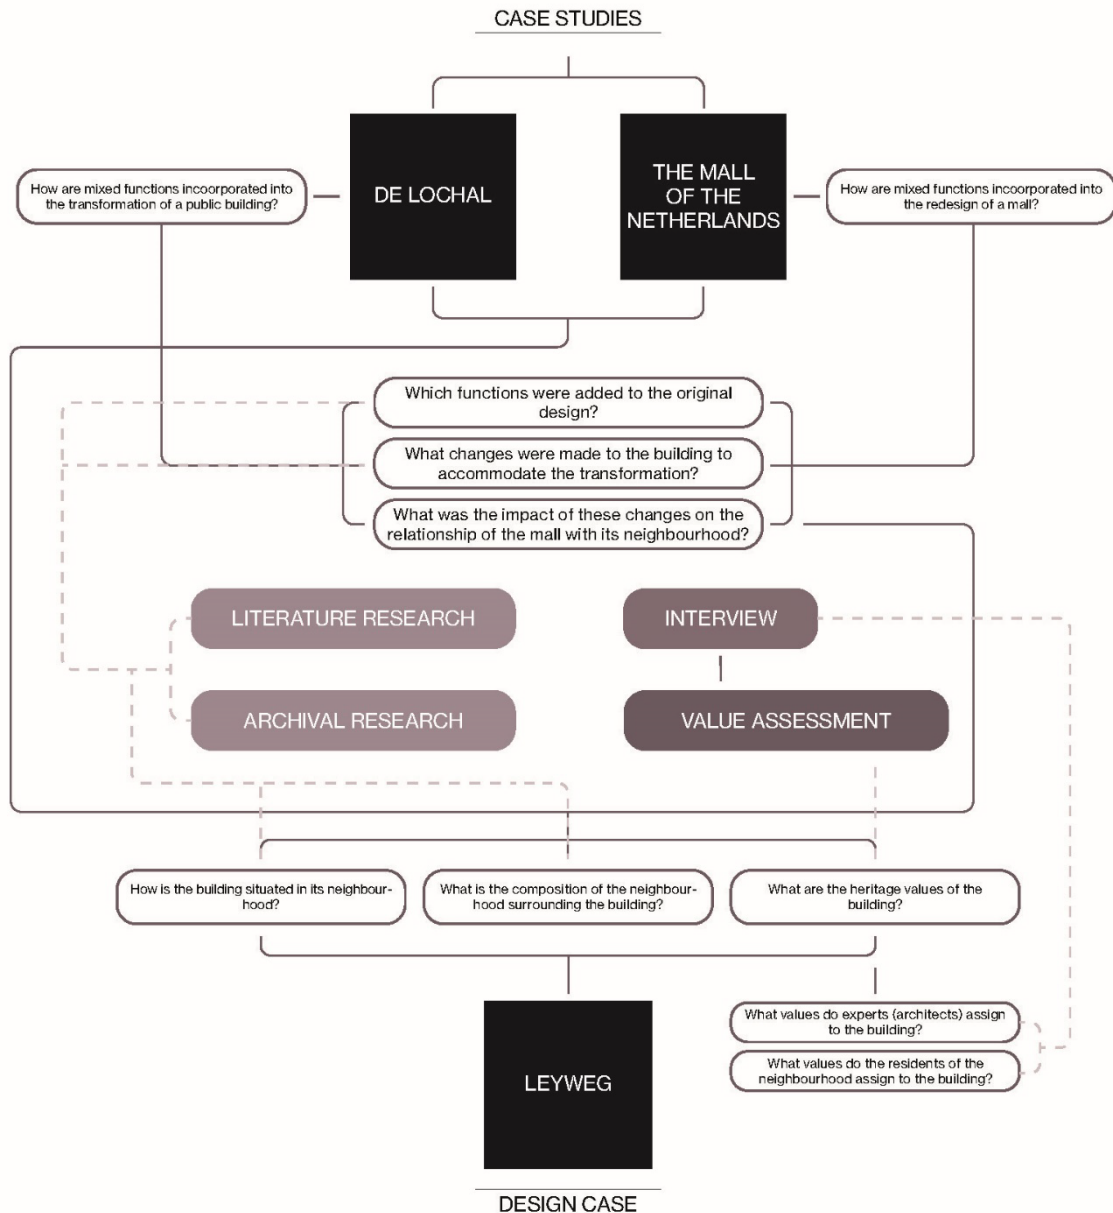 CASE STUDIES
DE LOCHAL
THE MALL
OF THE
NETHERLANDS
How are mixed functions incoorporated into
the transformation of a public building?
How are mixed functions incoorporated into
the redesign of a mall?
Which functions were added to the original
design?
What changes were made to the building to
accommodate the transformation?
What was the impact of these changes on the
relationship of the mall with its neighbourhood?
LITERATURE RESEARCH
INTERVIEW
ARCHIVAL RESEARCH
VALUE ASSESSMENT
How is the building situated in its neighbour-
hood?
What is the composition of the neighbour-
hood surrounding the building?
What are the heritage values of the
building?
LEYWEG
What values do experts (architects) assign
to the building?
What values do the residents of the
neighbourhood assign to the building?
DESIGN CASE